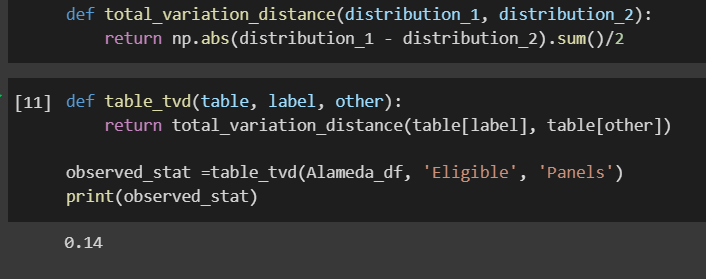 def total_variation_distance(distribution_1, distribution_2):
    return np.abs(distribution_1 - distribution_2).sum()/2
[11] def table_tvd(table, label, other):
    return total_variation_distance(table[label], table[other])
observed_stat =table_tvd(Alameda_df, 'Eligible', 'Panels')
print(observed_stat)
0.14